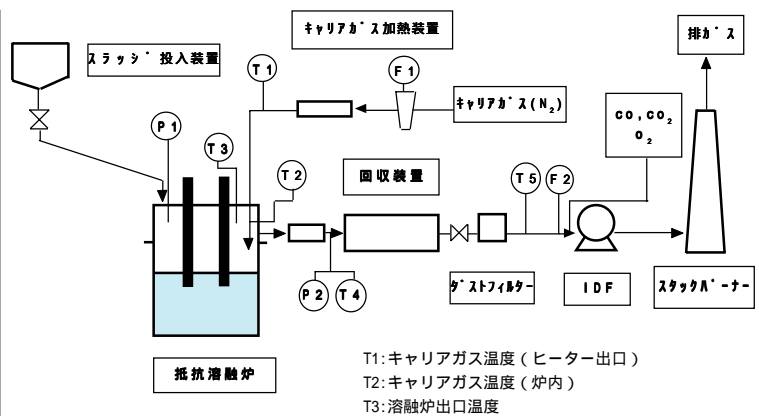 キャリアガス加熱装置
排ガス
スラッジ投入装置
T1
F1
キャリアガス(N₂)
CO,CO₂
O₂
P1
T3
T2
回収装置
T5
F2
P2
T4
ダストフィルター
IDF
スタックバーナー
抵抗溶融炉
T1:キャリアガス温度(ヒーター出口)
T2:キャリアガス温度(炉内)
T3:溶融炉出口温度